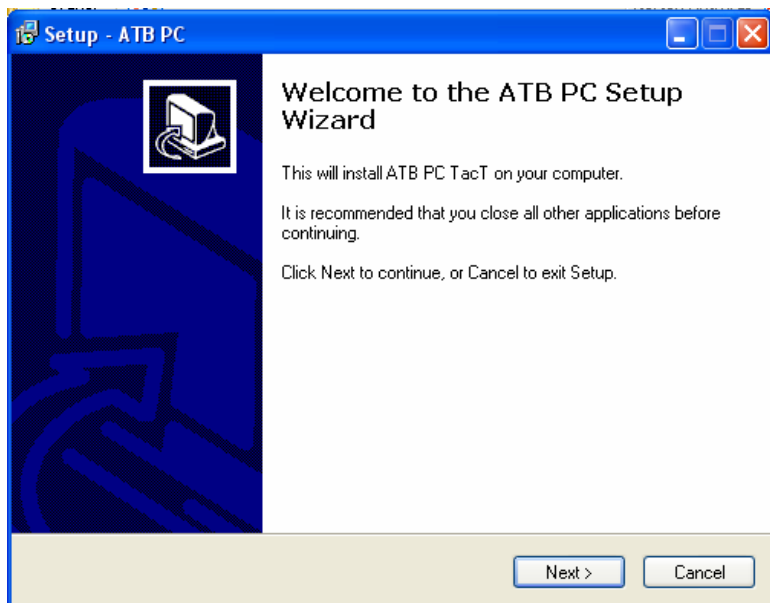 Setup - ATB PC
Welcome to the ATB PC Setup
Wizard
This will install ATB PC TacT on your computer.
It is recommended that you close all other applications before
continuing.
Click Next to continue, or Cancel to exit Setup.
Next >
Cancel